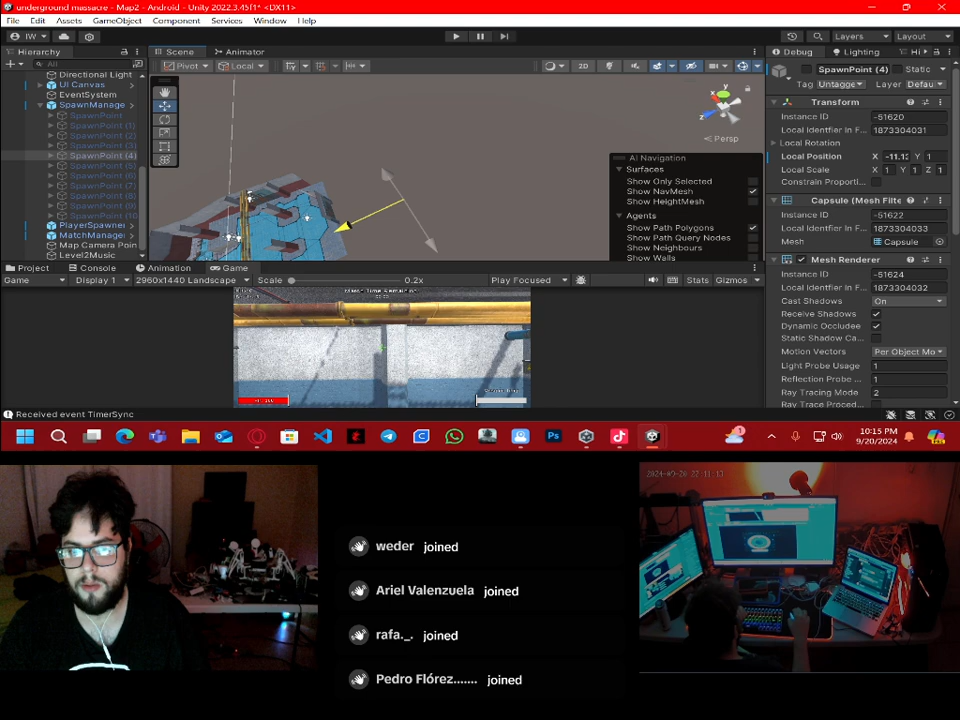 underground massacre - Map2 - Android - Unity 2022.3.45f1* <DX11>
File Edit Assets GameObject Component Services Window Help
IW
Layers Layout
Hierarchy
All
Directional Light
UI Canvas
EventSystem
SpawnManage
SpawnPoint
SpawnPoint (1)
SpawnPoint (2)
SpawnPoint (3)
SpawnPoint (4)
SpawnPoint (5)
SpawnPoint (6)
SpawnPoint (7)
SpawnPoint (8)
SpawnPoint (9)
SpawnPoint (10
PlayerSpawner
MatchManager
Map Camera Poin
Level2Music
Scene Animator
Pivot Local 2D
Persp
AI Navigation
Surfaces
Show Only Selected
Show NavMesh
Show HeightMesh
Agents
Show Path Polygons
Show Path Query Nodes
Show Neighbours
Show Walls
Debug Lighting Hi
SpawnPoint (4) Static
Tag Untagge Layer Defau
Transform
Instance ID -51620
Local Identfier in F... 1873304031
Local Rotation
Local Position X -11.13 Y 1
Local Scale X 1 Y 1 Z 1
Constrain Proporti...
Capsule (Mesh Filte
Instance ID -51622
Local Identfier in F... 1873304033
Mesh Capsule
Mesh Renderer
Instance ID -51624
Local Identfier in F... 1873304032
Cast Shadows On
Receive Shadows
Dynamic Occludee
Static Shadow Ca...
Motion Vectors Per Object Mo
Light Probe Usage 1
Reflection Probe ... 1
Ray Tracing Mode 2
Ray Trace Proced
Project Console Animation Game
Game Display 1 2960x1440 Landscape Scale 0.2x Play Focused Stats Gizmos
Received event TimerSync
10:15 PM
9/20/2024
2024-09-20 22:11:13
weder joined
Ariel Valenzuela joined
rafa._. joined
Pedro Flórez....... joined